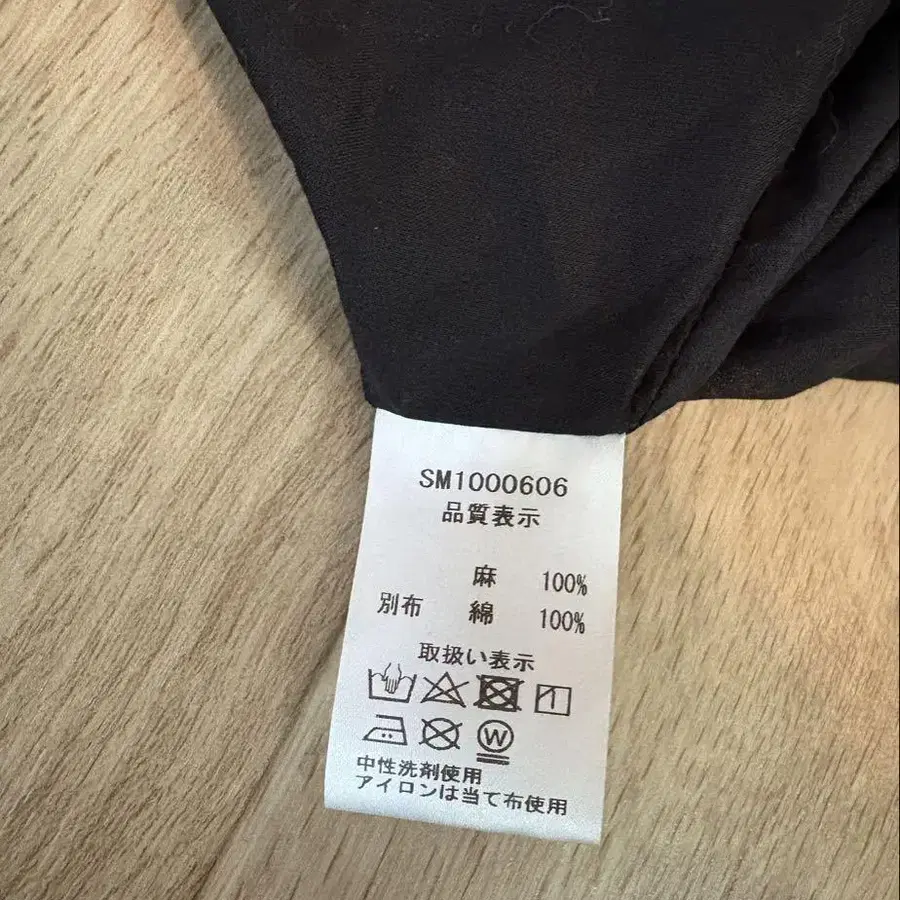 SM1000606
品質表示
麻 100%
別布 綿 100%
取扱い表示
W
中性洗剤使用
アイロンは当て布使用